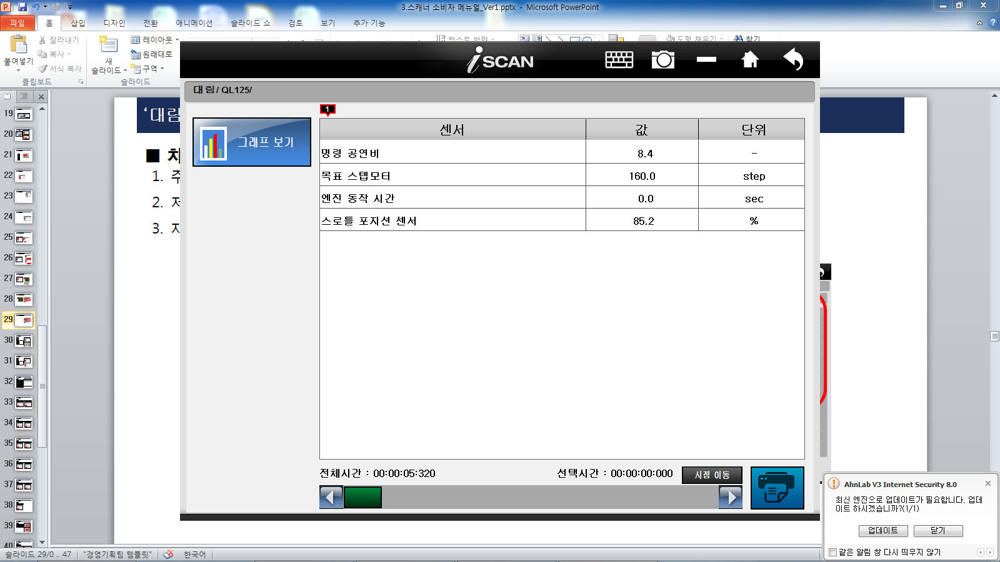 3.스캐너 소비자 메뉴얼_Ver1.pptx - Microsoft PowerPoint
파일 홈 삽입 디자인 전환 애니메이션 슬라이드 쇼 검토 보기 추가 기능
붙여넣기
잘라내기
복사
서식 복사
클립보드
새
슬라이드
레이아웃
원래대로
구역
슬라이드
텍스트 방향
도형 채우기
찾기
iSCAN
대림/ QL125/
그래프 보기
1
센서 값 단위
명령 공연비 8.4 -
목표 스텝모터 160.0 step
엔진 동작 시간 0.0 sec
스로틀 포지션 센서 85.2 %
전체시간 : 00:00:05:320
선택시간 : 00:00:00:000
시점 이동
‘대림
■
1. 주
2. 저
3.
19
20
21
22
23
24
25
26
27
28
29
30
31
32
33
34
35
36
37
38
39
40
AhnLab V3 Internet Security 8.0
최신 엔진으로 업데이트가 필요합니다. 업데
이트 하시겠습니까?(1/1)
업데이트 닫기
같은 알림 창 다시 띄우지 않기
슬라이드 29/0 .. 47 "경영기획팀 템플릿" 한국어